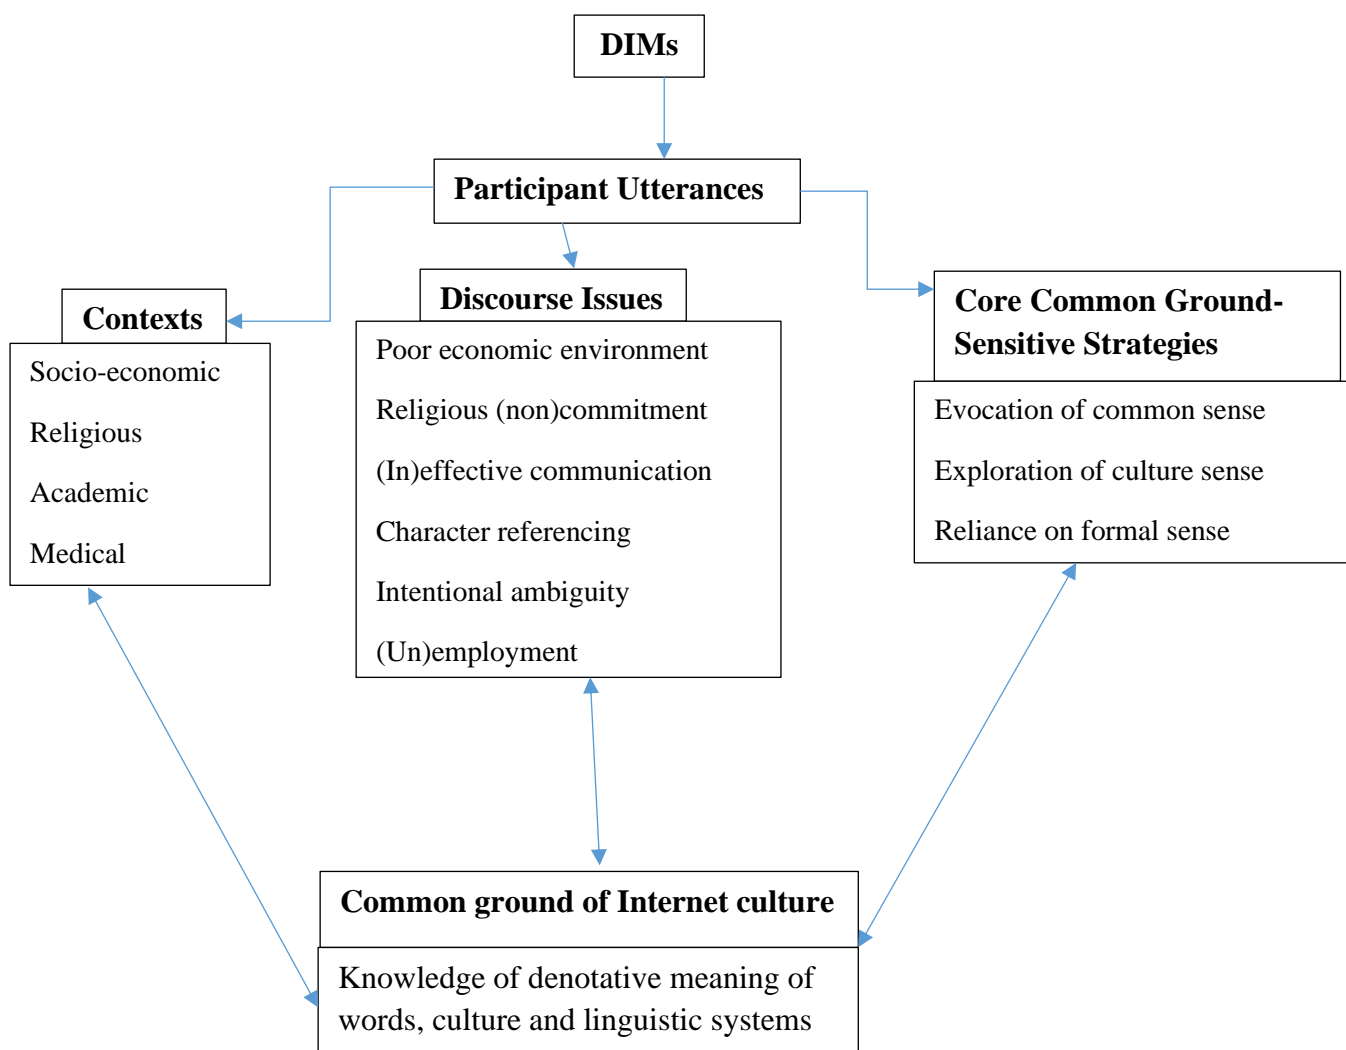 DIMs
Participant Utterances
Contexts
Socio-economic
Religious
Academic
Medical
Discourse Issues
Poor economic environment
Religious (non)commitment
(In)effective communication
Character referencing
Intentional ambiguity
(Un)employment
Core Common Ground-
Sensitive Strategies
Evocation of common sense
Exploration of culture sense
Reliance on formal sense
Common ground of Internet culture
Knowledge of denotative meaning of
words, culture and linguistic systems